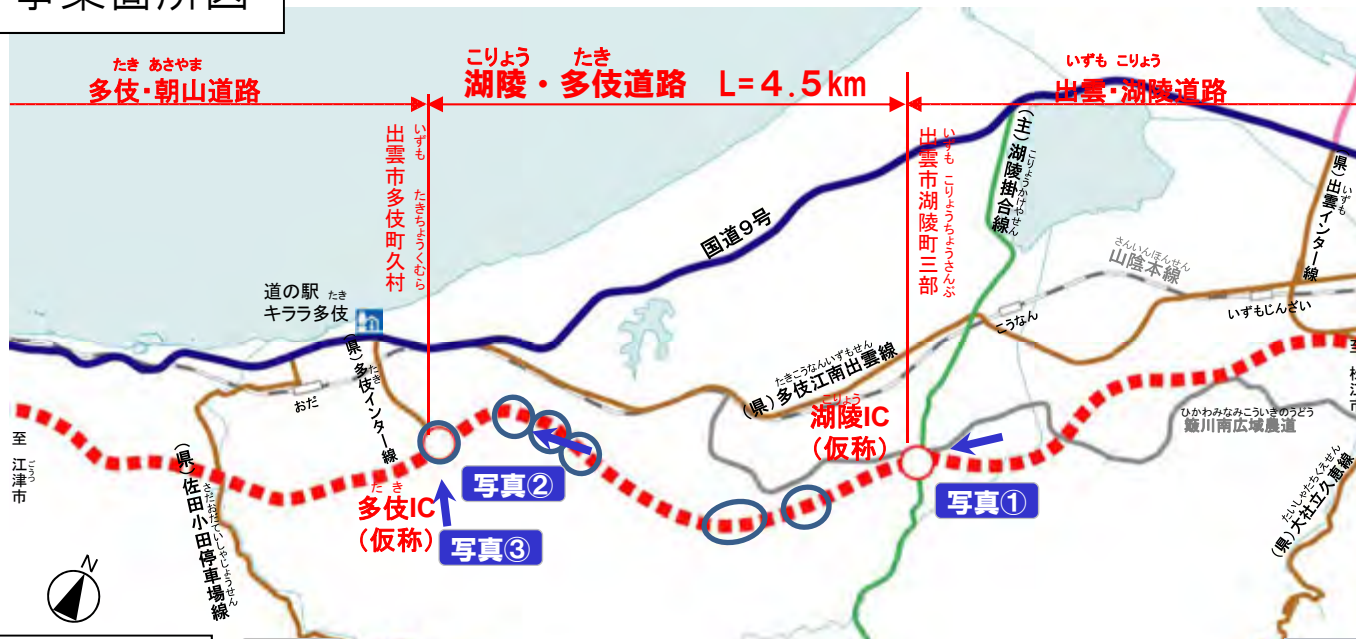 事業箇所図
たき あさやま
多伎・朝山道路
こりょう たき
湖陵・多伎道路 L=4.5km
いずも こりょう
出雲・湖陵道路
いずも たきちょうくむら
出雲市多伎町久村
いずも こりょうちょうさんぶ
出雲市湖陵町三部
国道9号
こりょうかけやせん
(主)湖陵掛合線
いずも
(県)出雲インター線
さんいんほんせん
山陰本線
道の駅 たき
キララ多伎
たき
(県)多伎インター線
おだ
こうなん
いずもじんざい
たきこうなんいずもせん
(県)多伎江南出雲線
こりょう
湖陵IC
(仮称)
ひかわみなみこういきのうどう
簸川南広域農道
至 松江市
至 江津市
ごうつ
さだおだていしゃじょうせん
(県)佐田小田停車場線
たき
多伎IC
(仮称)
写真②
写真①
写真③
たいしゃたちくえせん
(県)大社立久恵線
N